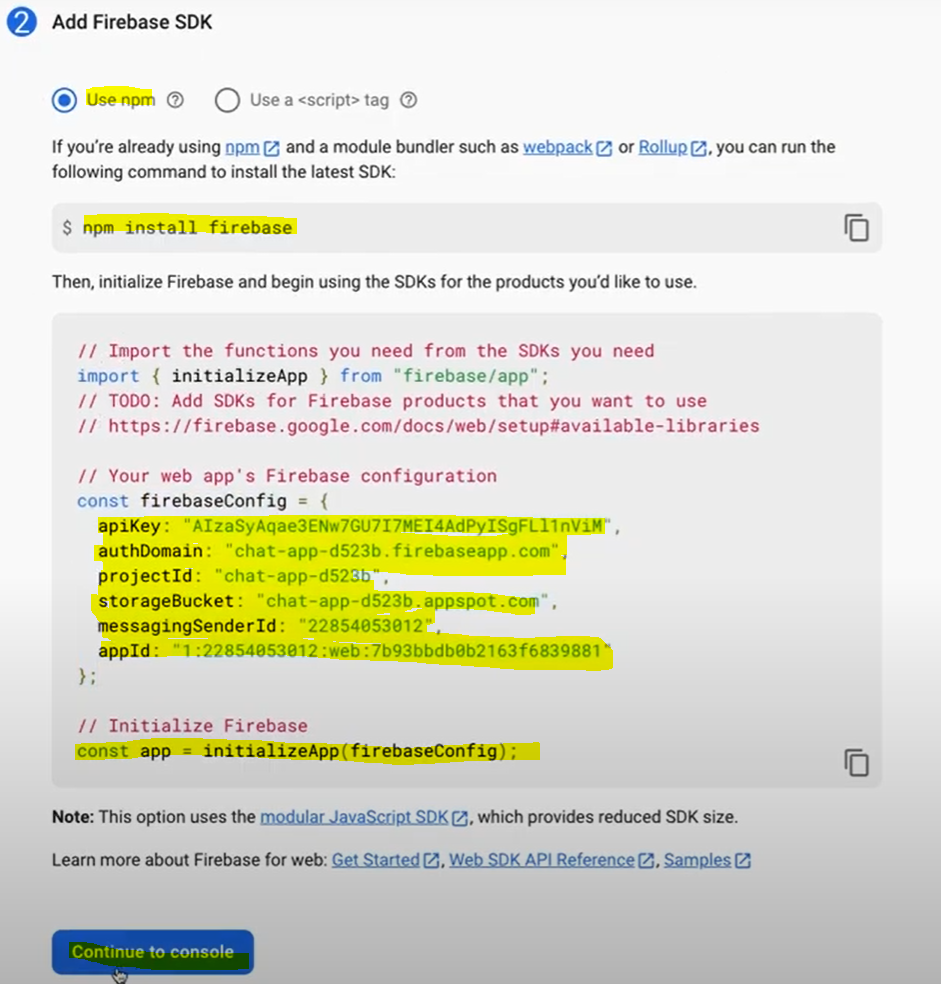 2 Add Firebase SDK
Use npm Use a <script> tag
If you're already using npm and a module bundler such as webpack or Rollup, you can run the
following command to install the latest SDK:
$ npm install firebase
Then, initialize Firebase and begin using the SDKs for the products you'd like to use.
// Import the functions you need from the SDKs you need
import { initializeApp } from "firebase/app";
// TODO: Add SDKs for Firebase products that you want to use
// https://firebase.google.com/docs/web/setup#available-libraries
// Your web app's Firebase configuration
const firebaseConfig = {
apiKey: "AIzaSyAqae3ENw7GU7I7MEI4AdPyISgFLl1nViM",
authDomain: "chat-app-d523b.firebaseapp.com",
projectId: "chat-app-d523b",
storageBucket: "chat-app-d523b.appspot.com",
messagingSenderId: "22854053012",
appId: "1:22854053012:web:7b93bbdb0b2163f6839881"
};
// Initialize Firebase
const app = initializeApp(firebaseConfig);
Note: This option uses the modular JavaScript SDK, which provides reduced SDK size.
Learn more about Firebase for web: Get Started, Web SDK API Reference, Samples
Continue to console